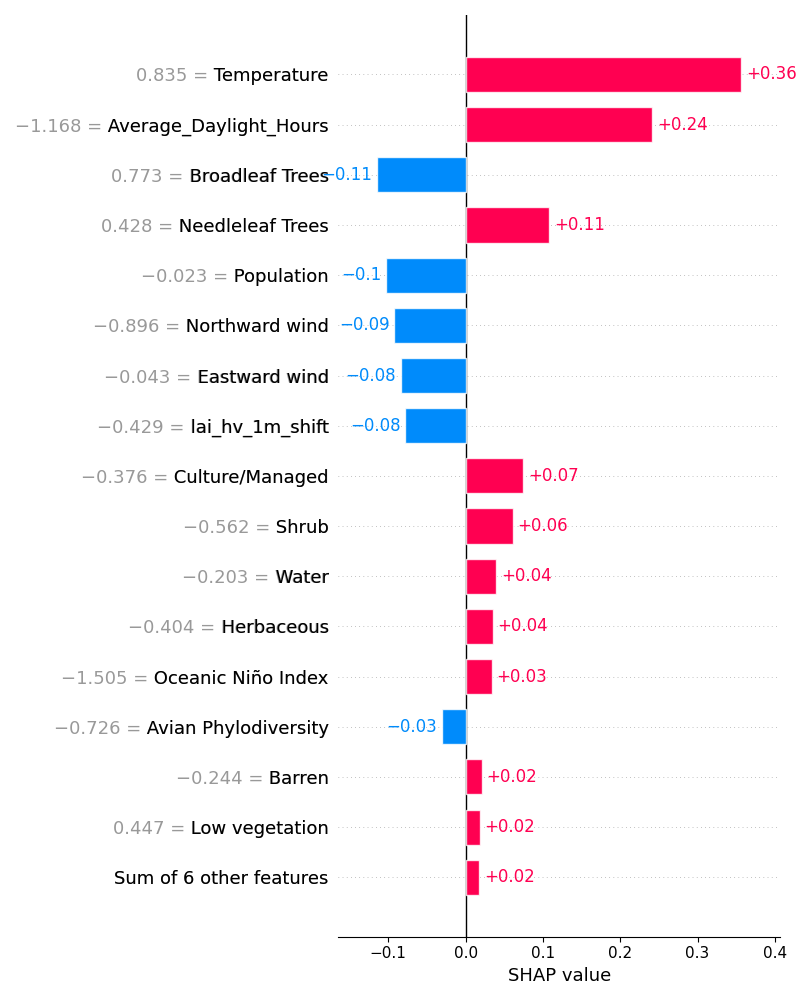 0.835 = Temperature +0.36
−1.168 = Average_Daylight_Hours +0.24
0.773 = Broadleaf Trees −0.11
0.428 = Needleleaf Trees +0.11
−0.023 = Population −0.1
−0.896 = Northward wind −0.09
−0.043 = Eastward wind −0.08
−0.429 = lai_hv_1m_shift −0.08
−0.376 = Culture/Managed +0.07
−0.562 = Shrub +0.06
−0.203 = Water +0.04
−0.404 = Herbaceous +0.04
−1.505 = Oceanic Niño Index +0.03
−0.726 = Avian Phylodiversity −0.03
−0.244 = Barren +0.02
0.447 = Low vegetation +0.02
Sum of 6 other features +0.02
−0.1 0.0 0.1 0.2 0.3 0.4
SHAP value